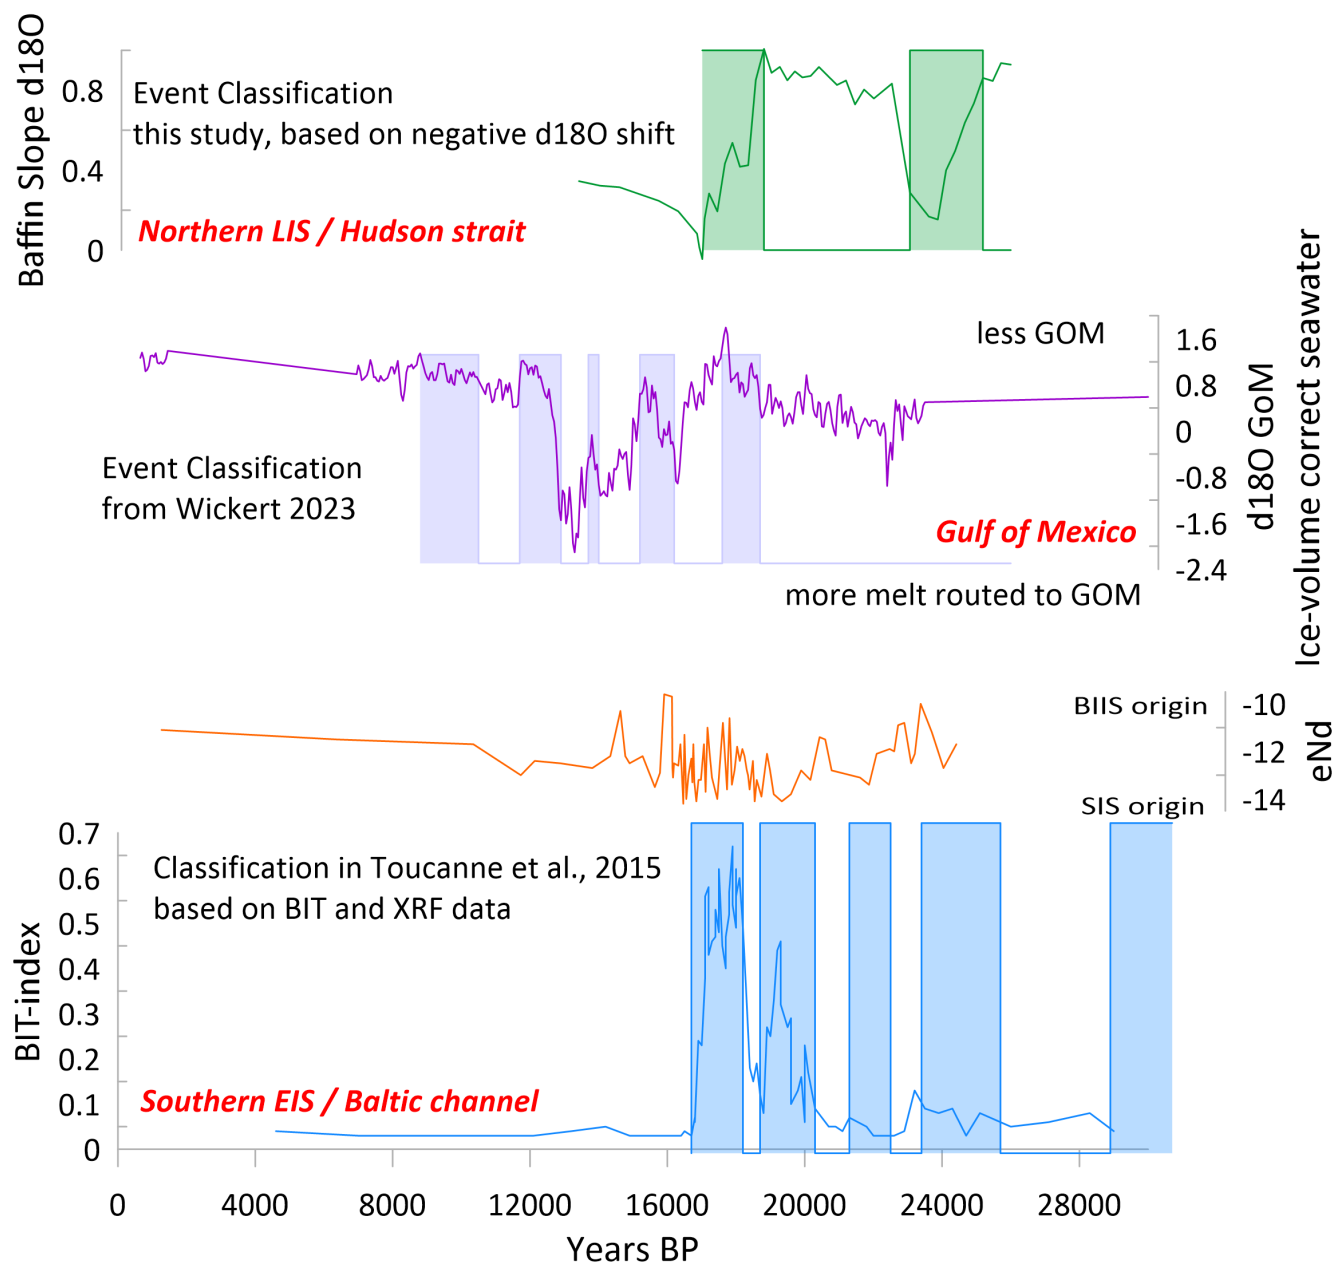 Baffin Slope d18O
0.8
0.4
0
Event Classification
this study, based on negative d18O shift
Northern LIS / Hudson strait
less GOM
1.6
0.8
0
-0.8
-1.6
-2.4
d18O GoM
Ice-volume correct seawater
Event Classification
from Wickert 2023
Gulf of Mexico
more melt routed to GOM
BIIS origin
-10
-12
-14
eNd
SIS origin
0.7
0.6
0.5
0.4
0.3
0.2
0.1
0
BIT-index
Classification in Toucanne et al., 2015
based on BIT and XRF data
Southern EIS / Baltic channel
0 4000 8000 12000 16000 20000 24000 28000
Years BP